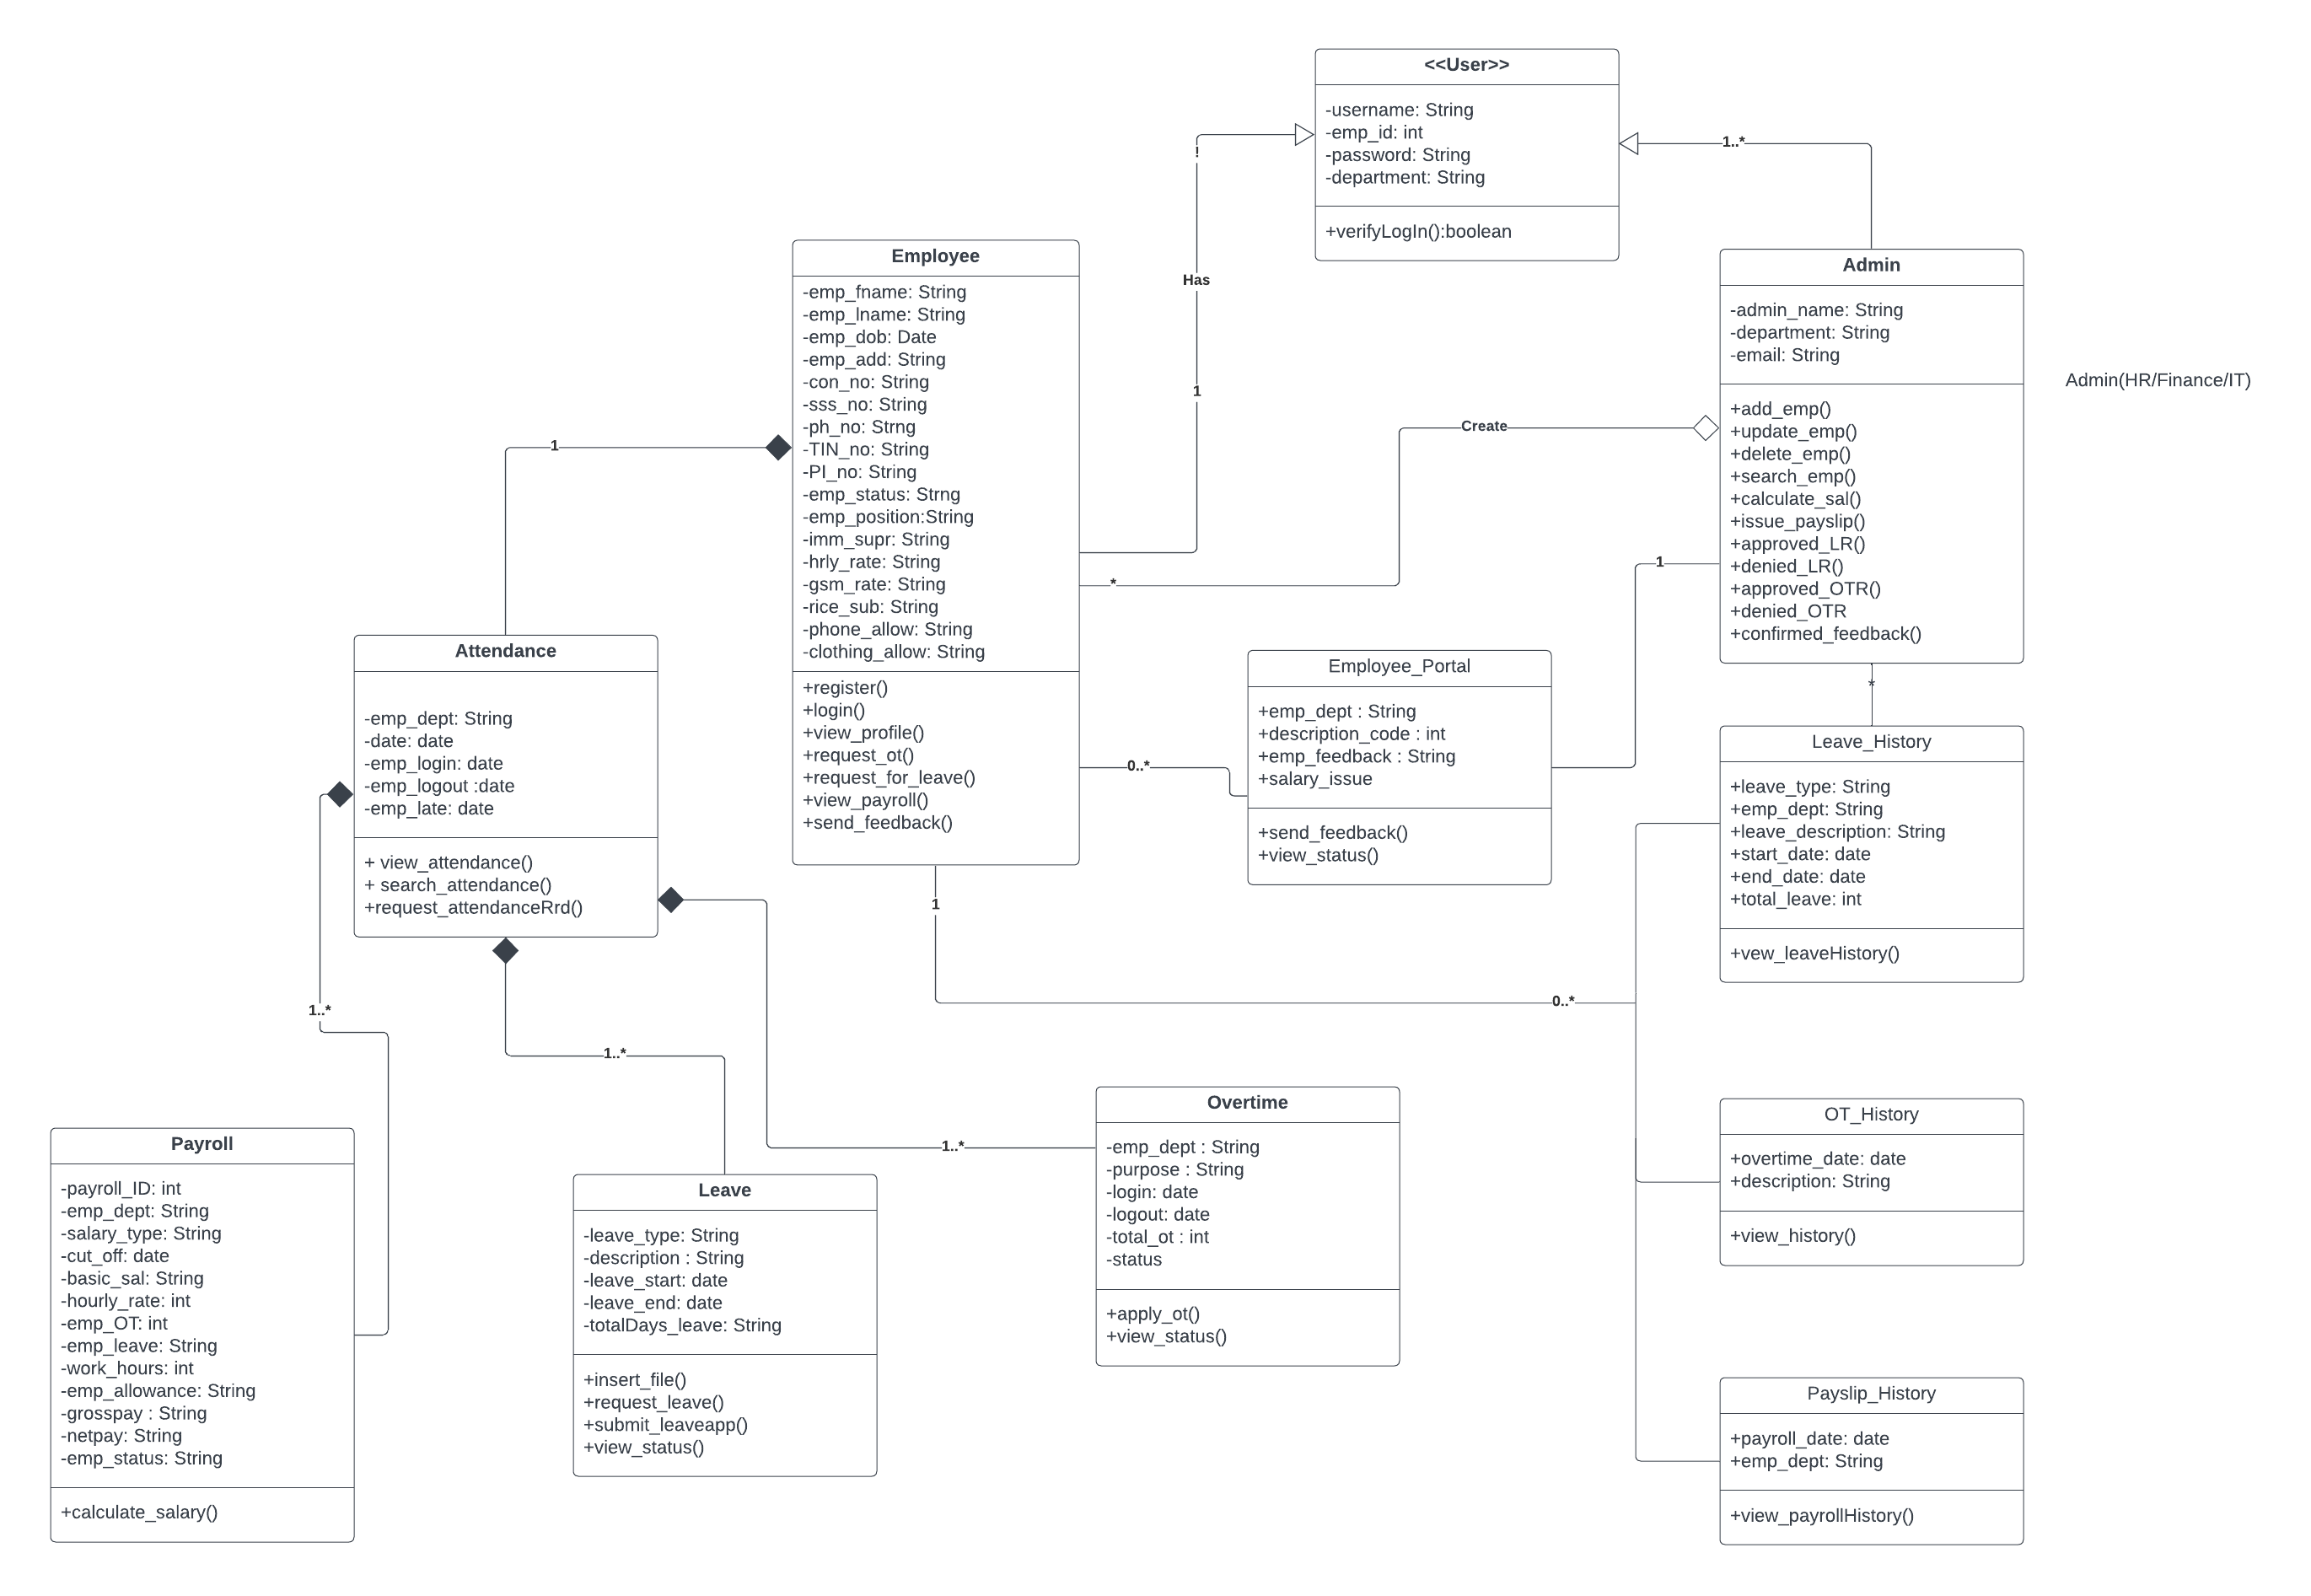 <<User>>
-username: String
-emp_id: int
-password: String
-department: String
+verifyLogIn():boolean
!
Has
1
1..*
Employee
-emp_fname: String
-emp_lname: String
-emp_dob: Date
-emp_add: String
-con_no: String
-sss_no: String
-ph_no: Strng
-TIN_no: String
-PI_no: String
-emp_status: Strng
-emp_position:String
-imm_supr: String
-hrly_rate: String
-gsm_rate: String
-rice_sub: String
-phone_allow: String
-clothing_allow: String
+register()
+login()
+view_profile()
+request_ot()
+request_for_leave()
+view_payroll()
+send_feedback()
Admin
-admin_name: String
-department: String
-email: String
+add_emp()
+update_emp()
+delete_emp()
+search_emp()
+calculate_sal()
+issue_payslip()
+approved_LR()
+denied_LR()
+approved_OTR()
+denied_OTR
+confirmed_feedback()
Admin(HR/Finance/IT)
Create
*
1
1
*
Attendance
-emp_dept: String
-date: date
-emp_login: date
-emp_logout :date
-emp_late: date
+ view_attendance()
+ search_attendance()
+request_attendanceRrd()
Employee_Portal
+emp_dept : String
+description_code : int
+emp_feedback : String
+salary_issue
+send_feedback()
+view_status()
0..*
Leave_History
+leave_type: String
+emp_dept: String
+leave_description: String
+start_date: date
+end_date: date
+total_leave: int
+vew_leaveHistory()
1
0..*
1..*
1..*
1..*
Payroll
-payroll_ID: int
-emp_dept: String
-salary_type: String
-cut_off: date
-basic_sal: String
-hourly_rate: int
-emp_OT: int
-emp_leave: String
-work_hours: int
-emp_allowance: String
-grosspay : String
-netpay: String
-emp_status: String
+calculate_salary()
Leave
-leave_type: String
-description : String
-leave_start: date
-leave_end: date
-totalDays_leave: String
+insert_file()
+request_leave()
+submit_leaveapp()
+view_status()
Overtime
-emp_dept : String
-purpose : String
-login: date
-logout: date
-total_ot : int
-status
+apply_ot()
+view_status()
OT_History
+overtime_date: date
+description: String
+view_history()
Payslip_History
+payroll_date: date
+emp_dept: String
+view_payrollHistory()